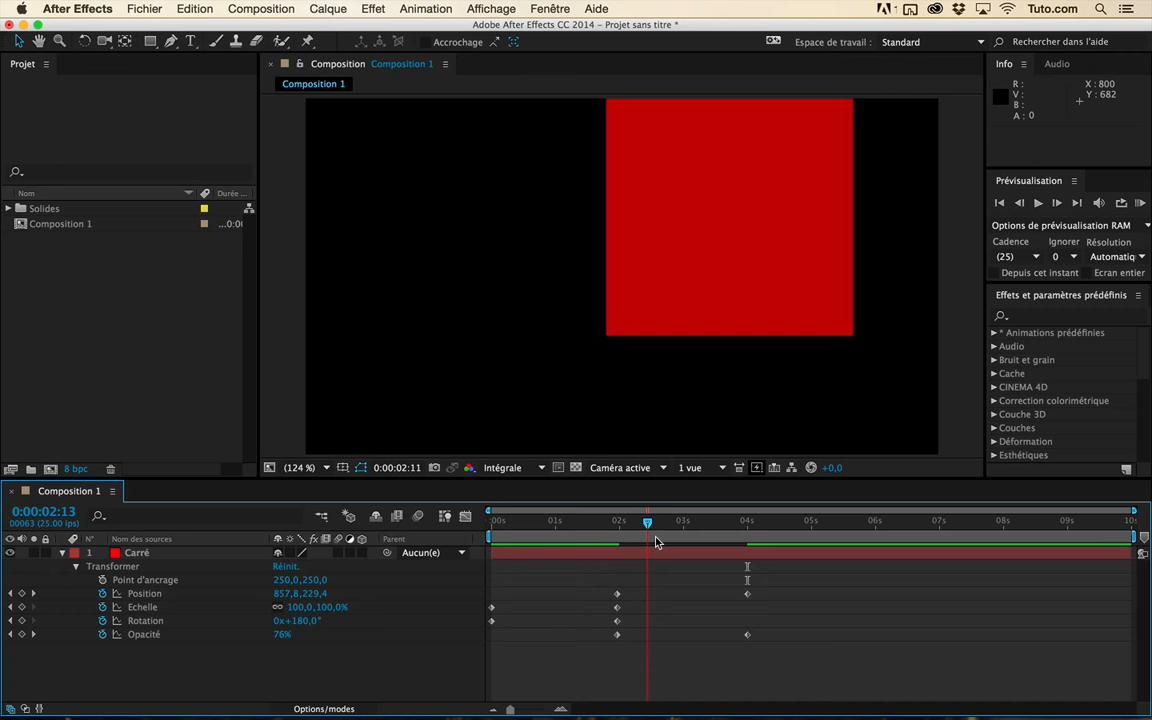 After Effects Fichier Edition Composition Calque Effet Animation Affichage Fenêtre Aide Tuto.com
Adobe After Effects CC 2014 - Projet sans titre *
Accrochage Espace de travail : Standard Rechercher dans l'aide
Projet
Composition Composition 1
Composition 1
Info Audio
R :
V :
B :
A : 0
X : 800
Y : 682
Nom Durée ...
Solides
Composition 1 ...0:00
Prévisualisation
Options de prévisualisation RAM
Cadence Ignorer Résolution
(25) 0 Automatiq
Depuis cet instant Ecran entier
Effets et paramètres prédéfinis
* Animations prédéfinies
Audio
Bruit et grain
Cache
CINEMA 4D
Correction colorimétrique
Couche 3D
Couches
Déformation
Esthétiques
8 bpc
(124 %) 0:00:02:11 Intégrale Caméra active 1 vue +0,0
Composition 1
0:00:02:13
00063 (25.00 ips)
:00s 01s 02s 03s 04s 05s 06s 07s 08s 09s 10s
N° Nom des sources Parent
1 Carré Aucun(e)
Transformer Réinit.
Point d'ancrage 250,0,250,0
Position 857,8,229,4
Echelle 100,0,100,0%
Rotation 0x+180,0°
Opacité 76%
Options/modes